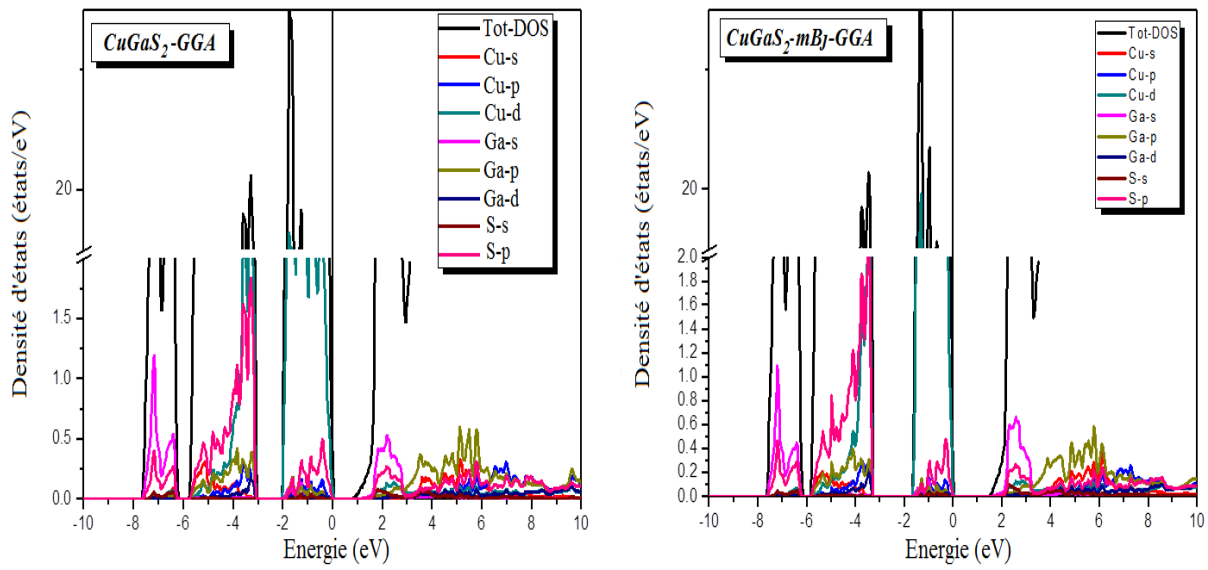 CuGaS2-GGA
Tot-DOS
Cu-s
Cu-p
Cu-d
Ga-s
Ga-p
Ga-d
S-s
S-p
Densité d'états (états/eV)
20
1.5
1.0
0.5
0.0
-10 -8 -6 -4 -2 0 2 4 6 8 10
Energie (eV)
CuGaS2-mBj-GGA
Tot-DOS
Cu-s
Cu-p
Cu-d
Ga-s
Ga-p
Ga-d
S-s
S-p
Densité d'états (états/eV)
20
2.0
1.8
1.6
1.4
1.2
1.0
0.8
0.6
0.4
0.2
0.0
-10 -8 -6 -4 -2 0 2 4 6 8 10
Energie (eV)